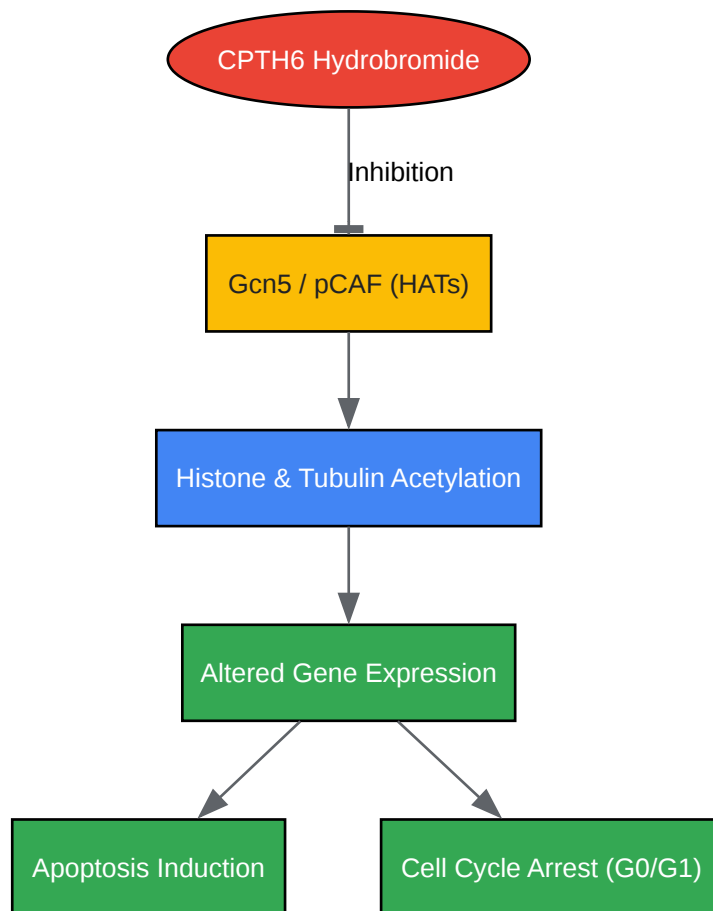 CPTH6 Hydrobromide
Inhibition
Gcn5 / pCAF (HATs)
Histone & Tubulin Acetylation
Altered Gene Expression
Apoptosis Induction
Cell Cycle Arrest (G0/G1)